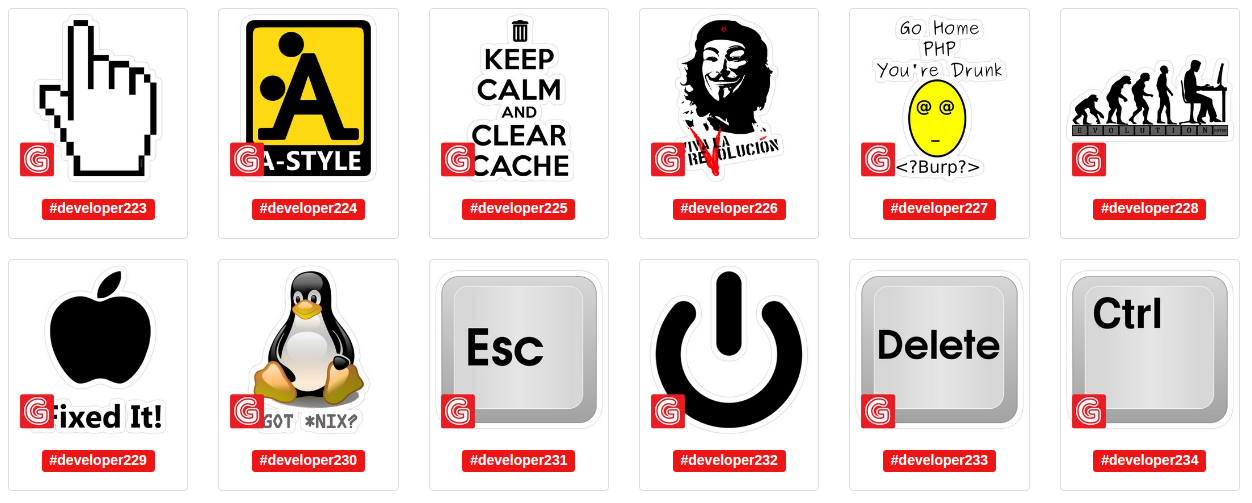 A-STYLE
#developer223
#developer224
KEEP
CALM
AND
CLEAR
CACHE
#developer225
VIVA LA
REVOLUCIÓN
#developer226
Go Home
PHP
You're Drunk
@ @
<?Burp?>
#developer227
EVOLUTION
#developer228
Fixed It!
#developer229
GOT *NIX?
#developer230
Esc
#developer231
#developer232
Delete
#developer233
Ctrl
#developer234